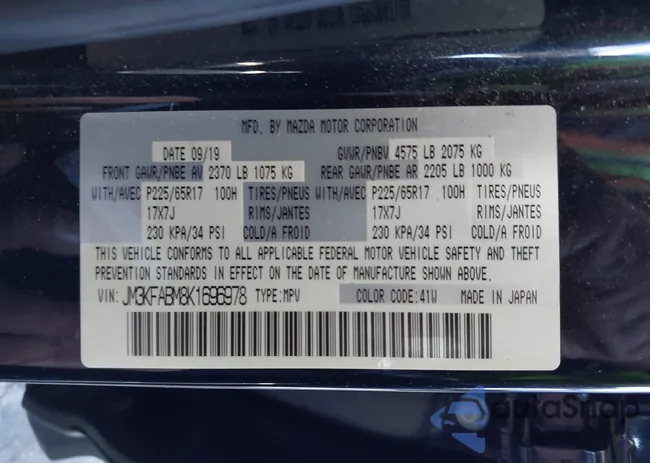 MFD. BY MAZDA MOTOR CORPORATION
DATE 09/19 GVWR/PNBV 4575 LB 2075 KG
FRONT GAWR/PNBE AV 2370 LB 1075 KG REAR GAWR/PNBE AR 2205 LB 1000 KG
WITH/AVEC P225/65R17 100H TIRES/PNEUS WITH/AVEC P225/65R17 100H TIRES/PNEUS
17X7J RIMS/JANTES 17X7J RIMS/JANTES
230 KPA/34 PSI COLD/A FROID 230 KPA/34 PSI COLD/A FROID
THIS VEHICLE CONFORMS TO ALL APPLICABLE FEDERAL MOTOR VEHICLE SAFETY AND THEFT
PREVENTION STANDARDS IN EFFECT ON THE DATE OF MANUFACTURE SHOWN ABOVE.
VIN: JM3KFABM8K1696978 TYPE:MPV COLOR CODE:41W MADE IN JAPAN
autosnap